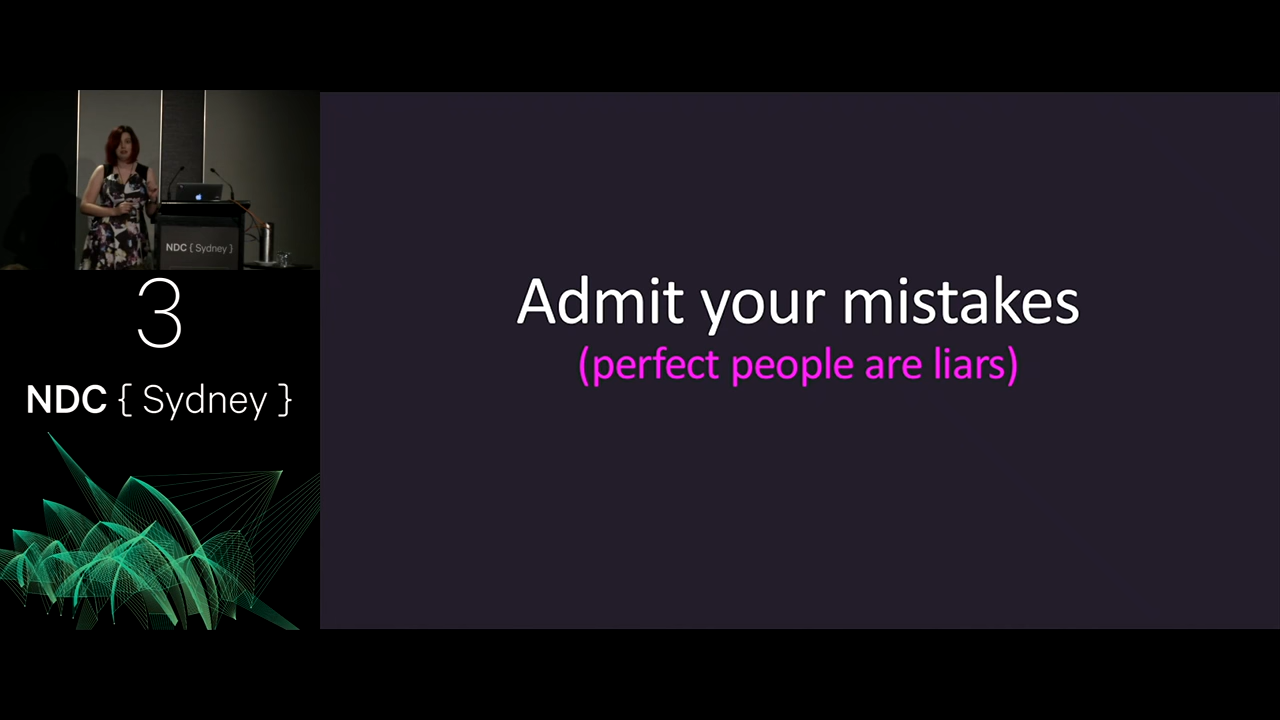 NDC { Sydney }
3
NDC { Sydney }
Admit your mistakes
(perfect people are liars)